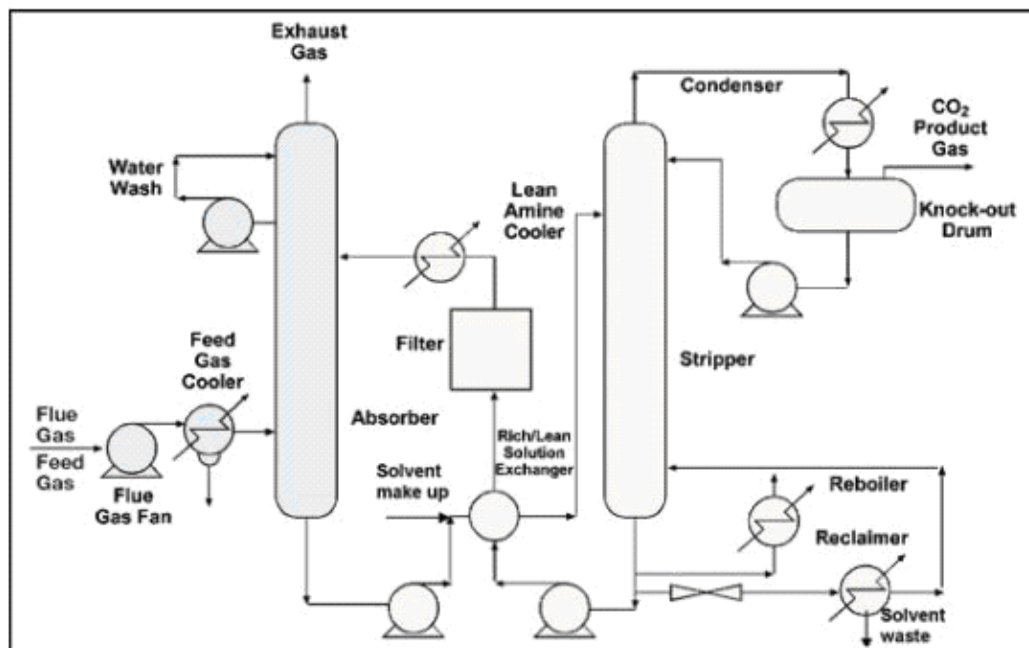 Exhaust
Gas
Condenser
CO2
Product
Gas
Water
Wash
Lean
Amine
Cooler
Knock-out
Drum
Feed
Gas
Cooler
Filter
Stripper
Flue
Gas
Feed
Gas
Flue
Gas Fan
Absorber
Rich/Lean
Solution
Exchanger
Solvent
make up
Reboiler
Reclaimer
Solvent
waste